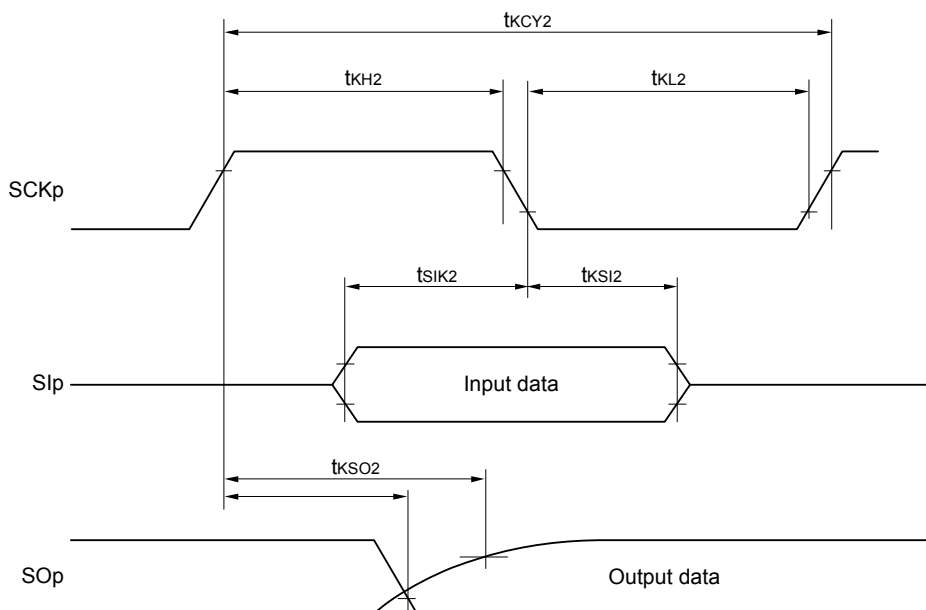 tKCY2
tKH2
tKL2
SCKp
tSIK2
tKSI2
SIp
Input data
tKSO2
SOp
Output data